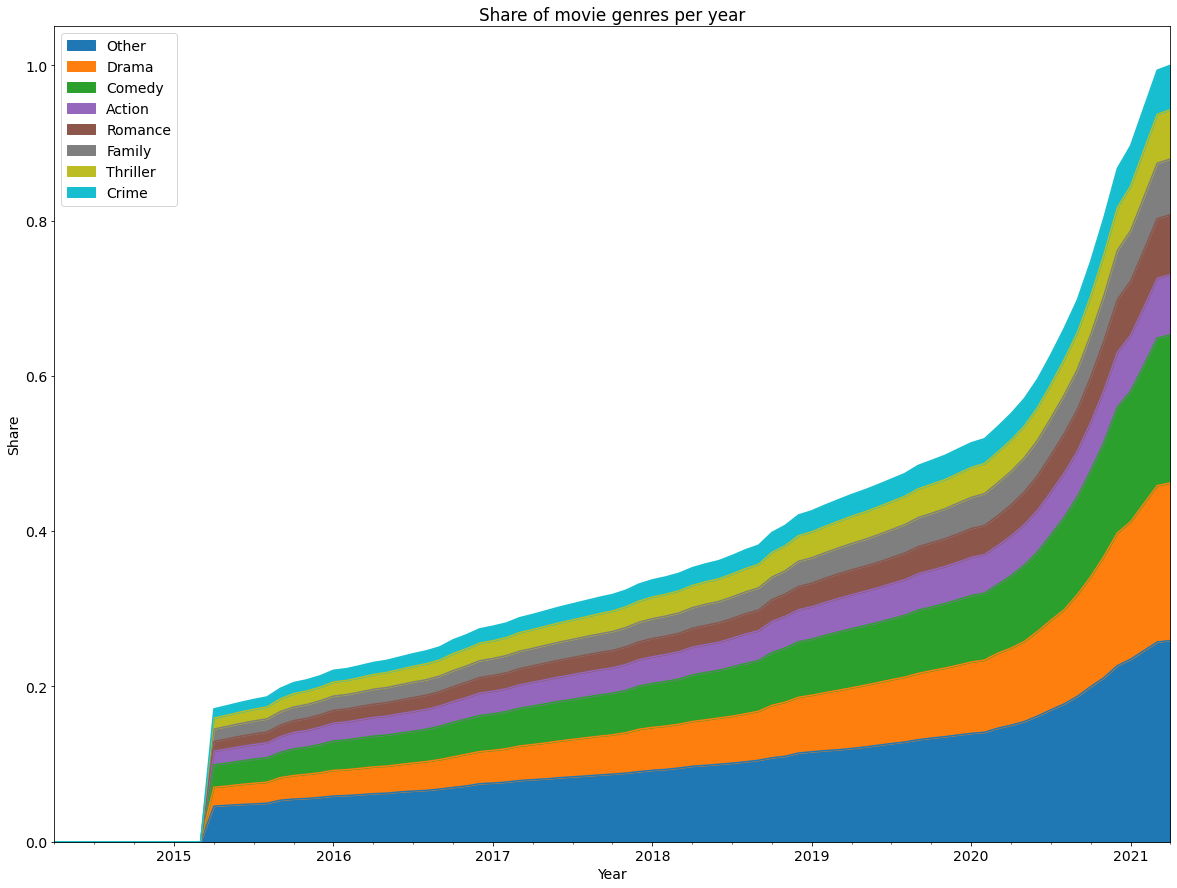 Share of movie genres per year
Other
Drama
Comedy
Action
Romance
Family
Thriller
Crime
1.0
0.8
0.6
0.4
0.2
0.0
Share
2015 2016 2017 2018 2019 2020 2021
Year